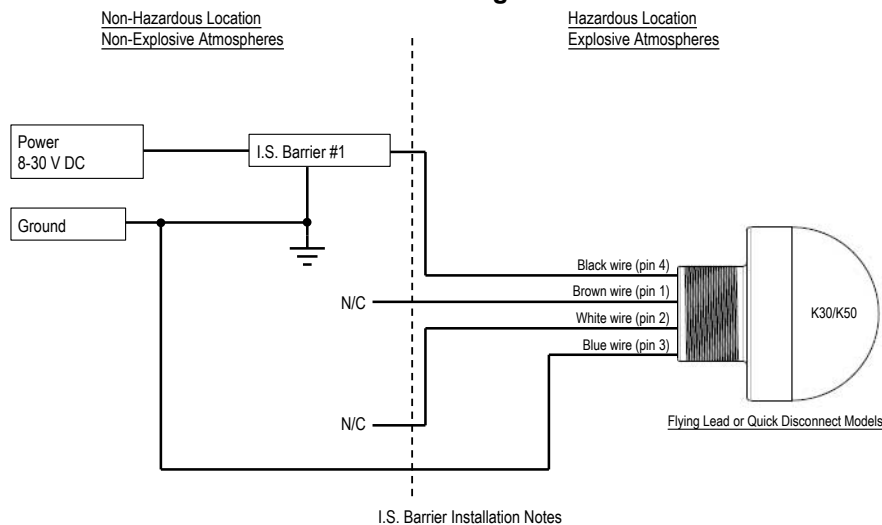 Non-Hazardous Location
Non-Explosive Atmospheres
Hazardous Location
Explosive Atmospheres
Power
8-30 V DC
I.S. Barrier #1
Ground
Black wire (pin 4)
N/C
Brown wire (pin 1)
White wire (pin 2)
Blue wire (pin 3)
K30/K50
N/C
Flying Lead or Quick Disconnect Models
I.S. Barrier Installation Notes